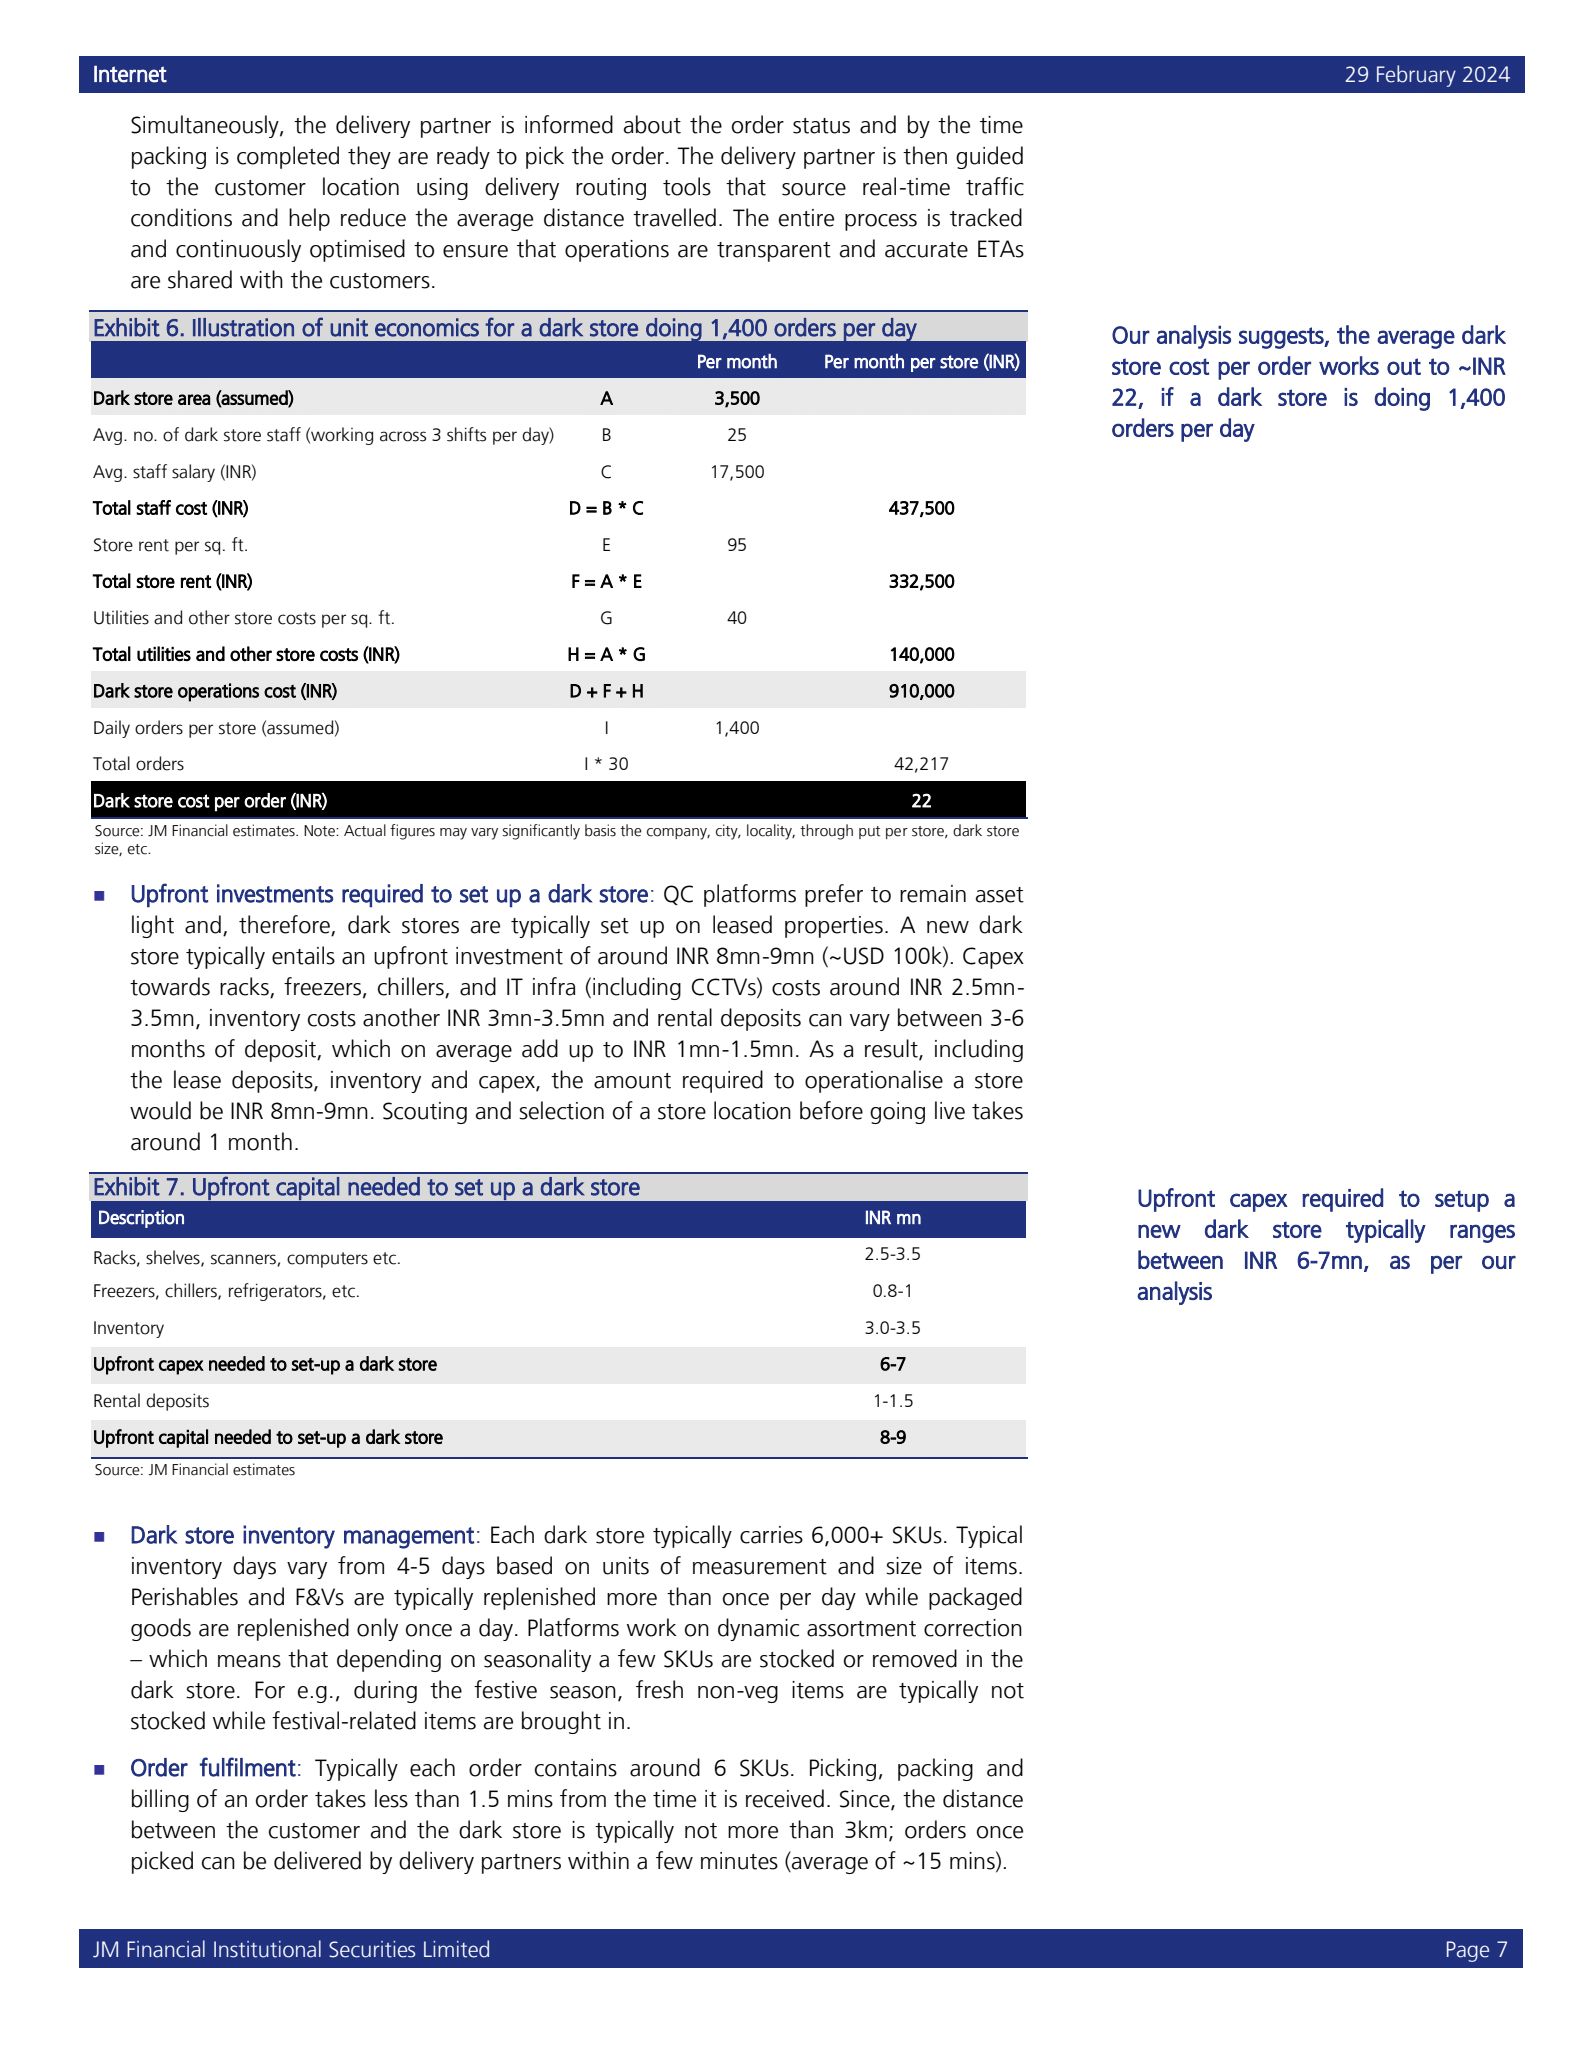 Internet 29 February 2024
Simultaneously, the delivery partner is informed about the order status and by the time
packing is completed they are ready to pick the order. The delivery partner is then guided
to the customer location using delivery routing tools that source real-time traffic
conditions and help reduce the average distance travelled. The entire process is tracked
and continuously optimised to ensure that operations are transparent and accurate ETAs
are shared with the customers.
Exhibit 6. Illustration of unit economics for a dark store doing 1,400 orders per day
Per month Per month per store (INR)
Dark store area (assumed) A 3,500
Avg. no. of dark store staff (working across 3 shifts per day) B 25
Avg. staff salary (INR) C 17,500
Total staff cost (INR) D = B * C 437,500
Store rent per sq. ft. E 95
Total store rent (INR) F = A * E 332,500
Utilities and other store costs per sq. ft. G 40
Total utilities and other store costs (INR) H = A * G 140,000
Dark store operations cost (INR) D + F + H 910,000
Daily orders per store (assumed) I 1,400
Total orders I * 30 42,217
Dark store cost per order (INR) 22
Source: JM Financial estimates. Note: Actual figures may vary significantly basis the company, city, locality, through put per store, dark store
size, etc.
Our analysis suggests, the average dark
store cost per order works out to ~INR
22, if a dark store is doing 1,400
orders per day
■ Upfront investments required to set up a dark store: QC platforms prefer to remain asset
light and, therefore, dark stores are typically set up on leased properties. A new dark
store typically entails an upfront investment of around INR 8mn-9mn (~USD 100k). Capex
towards racks, freezers, chillers, and IT infra (including CCTVs) costs around INR 2.5mn-
3.5mn, inventory costs another INR 3mn-3.5mn and rental deposits can vary between 3-6
months of deposit, which on average add up to INR 1mn-1.5mn. As a result, including
the lease deposits, inventory and capex, the amount required to operationalise a store
would be INR 8mn-9mn. Scouting and selection of a store location before going live takes
around 1 month.
Exhibit 7. Upfront capital needed to set up a dark store
Description INR mn
Racks, shelves, scanners, computers etc. 2.5-3.5
Freezers, chillers, refrigerators, etc. 0.8-1
Inventory 3.0-3.5
Upfront capex needed to set-up a dark store 6-7
Rental deposits 1-1.5
Upfront capital needed to set-up a dark store 8-9
Source: JM Financial estimates
Upfront capex required to setup a
new dark store typically ranges
between INR 6-7mn, as per our
analysis
■ Dark store inventory management: Each dark store typically carries 6,000+ SKUs. Typical
inventory days vary from 4-5 days based on units of measurement and size of items.
Perishables and F&Vs are typically replenished more than once per day while packaged
goods are replenished only once a day. Platforms work on dynamic assortment correction
– which means that depending on seasonality a few SKUs are stocked or removed in the
dark store. For e.g., during the festive season, fresh non-veg items are typically not
stocked while festival-related items are brought in.
■ Order fulfilment: Typically each order contains around 6 SKUs. Picking, packing and
billing of an order takes less than 1.5 mins from the time it is received. Since, the distance
between the customer and the dark store is typically not more than 3km; orders once
picked can be delivered by delivery partners within a few minutes (average of ~15 mins).
JM Financial Institutional Securities Limited Page 7